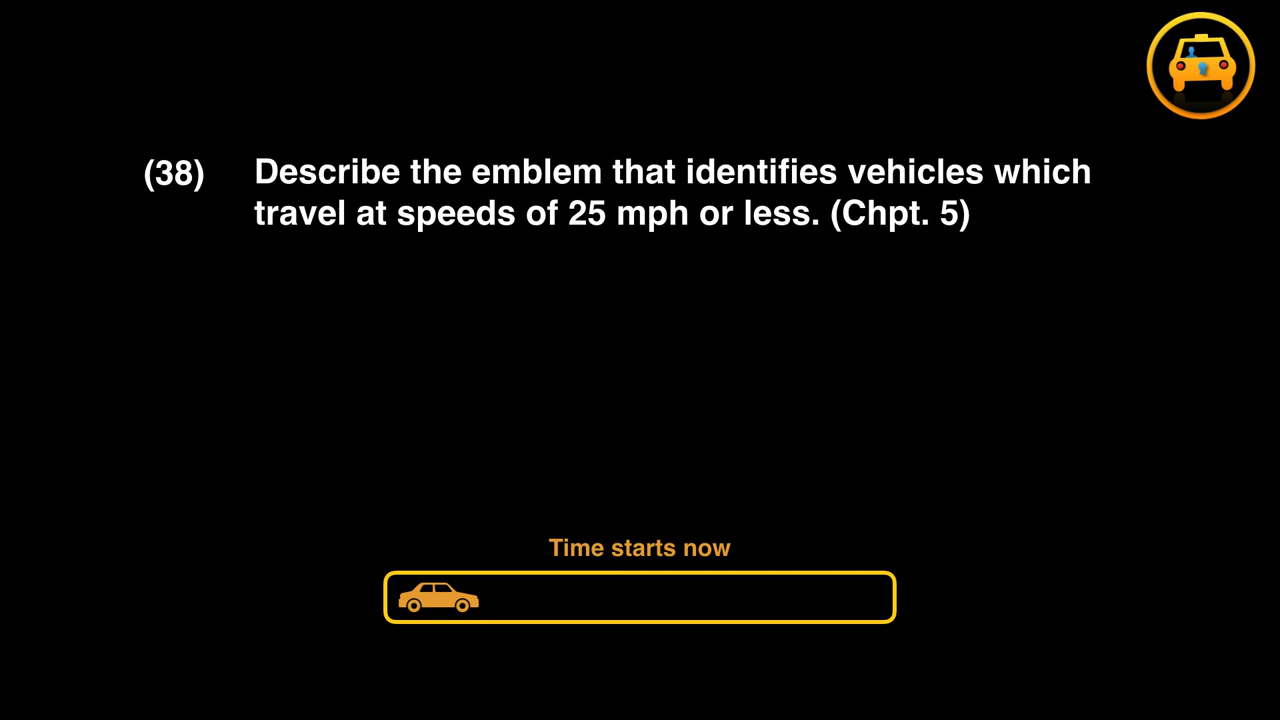 (38) Describe the emblem that identifies vehicles which
travel at speeds of 25 mph or less. (Chpt. 5)
Time starts now